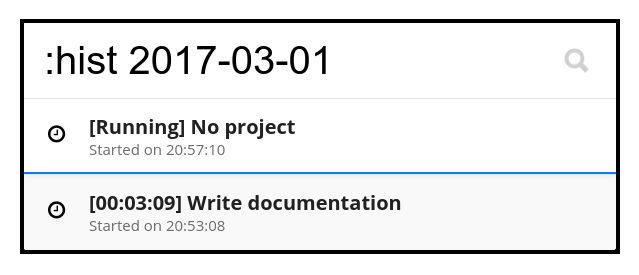 :hist 2017-03-01
[Running] No project
Started on 20:57:10
[00:03:09] Write documentation
Started on 20:53:08